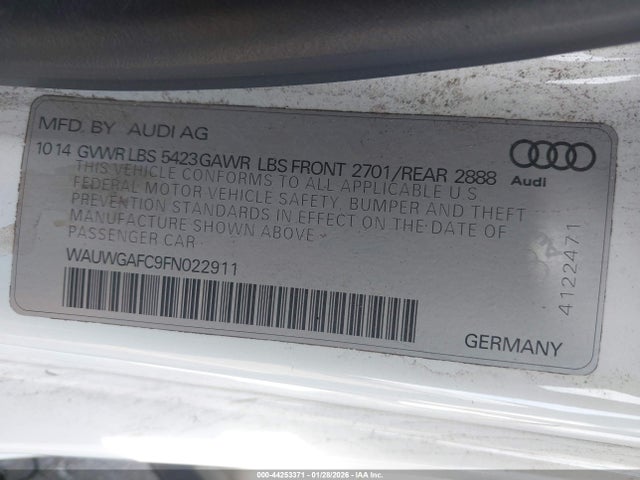 MFD. BY AUDI AG
10 14 GVWR LBS 5423 GAWR LBS FRONT 2701/REAR 2888
THIS VEHICLE CONFORMS TO ALL APPLICABLE U.S.
FEDERAL MOTOR VEHICLE SAFETY, BUMPER AND THEFT
PREVENTION STANDARDS IN EFFECT ON THE DATE OF
MANUFACTURE SHOWN ABOVE.
PASSENGER CAR
WAUWGAFC9FN022911
Audi
4122471
GERMANY
000-44253371 - 01/28/2026 - IAA Inc.